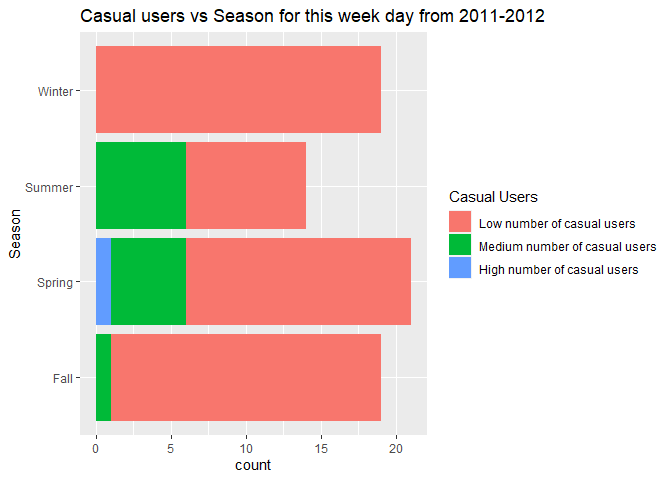 Casual users vs Season for this week day from 2011-2012
Winter
Summer
Spring
Fall
Season
0 5 10 15 20
count
Casual Users
Low number of casual users
Medium number of casual users
High number of casual users